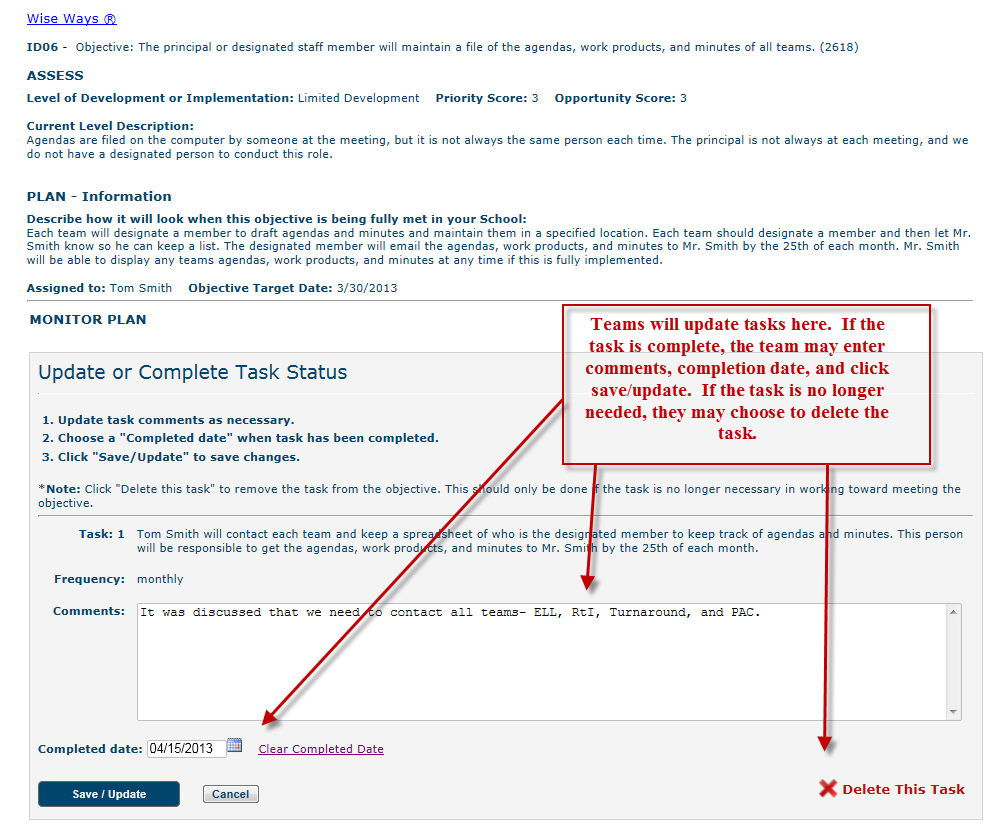 Wise Ways ®
ID06 - Objective: The principal or designated staff member will maintain a file of the agendas, work products, and minutes of all teams. (2618)
ASSESS
Level of Development or Implementation: Limited Development Priority Score: 3 Opportunity Score: 3
Current Level Description:
Agendas are filed on the computer by someone at the meeting, but it is not always the same person each time. The principal is not always at each meeting, and we
do not have a designated person to conduct this role.
PLAN - Information
Describe how it will look when this objective is being fully met in your School:
Each team will designate a member to draft agendas and minutes and maintain them in a specified location. Each team should designate a member and then let Mr.
Smith know so he can keep a list. The designated member will email the agendas, work products, and minutes to Mr. Smith by the 25th of each month. Mr. Smith
will be able to display any teams agendas, work products, and minutes at any time if this is fully implemented.
Assigned to: Tom Smith Objective Target Date: 3/30/2013
MONITOR PLAN
Teams will update tasks here. If the
task is complete, the team may enter
comments, completion date, and click
save/update. If the task is no longer
needed, they may choose to delete the
task.
Update or Complete Task Status
1. Update task comments as necessary.
2. Choose a "Completed date" when task has been completed.
3. Click "Save/Update" to save changes.
*Note: Click "Delete this task" to remove the task from the objective. This should only be done if the task is no longer necessary in working toward meeting the
objective.
Task: 1 Tom Smith will contact each team and keep a spreadsheet of who is the designated member to keep track of agendas and minutes. This person
will be responsible to get the agendas, work products, and minutes to Mr. Smith by the 25th of each month.
Frequency: monthly
Comments: It was discussed that we need to contact all teams- ELL, RtI, Turnaround, and PAC.
Completed date: 04/15/2013 Clear Completed Date
Save / Update Cancel Delete This Task